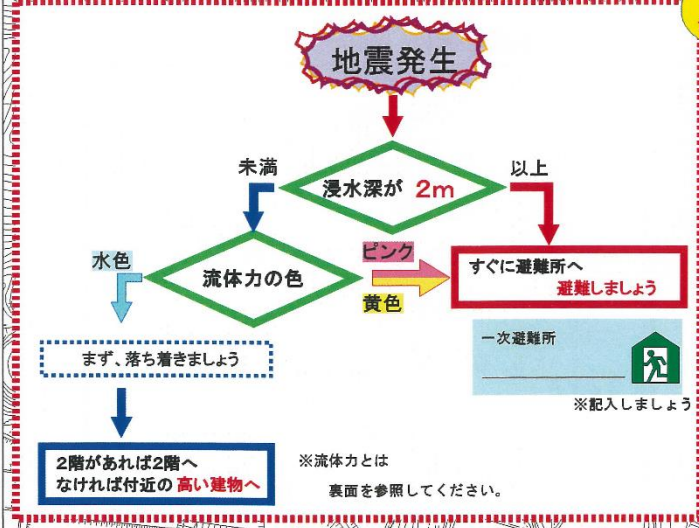 地震発生
浸水深が 2m
未満
以上
流体力の色
水色
ピンク
黄色
すぐに避難所へ
避難しましょう
一次避難所
※記入しましょう
まず、落ち着きましょう
2階があれば2階へ
なければ付近の高い建物へ
※流体力とは
裏面を参照してください。